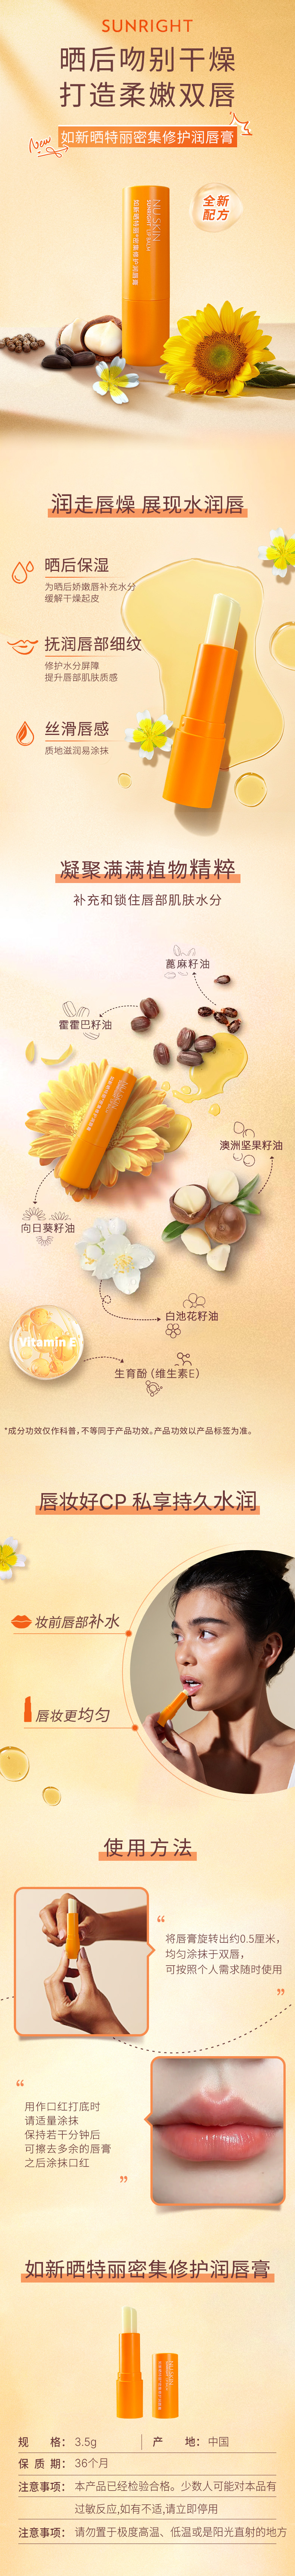 SUNRIGHT
晒后吻别干燥
打造柔嫩双唇
New 如新晒特丽密集修护润唇膏
全新
配方
NU SKIN
SUNRIGHT LIP BALM
如新晒特丽密集修护润唇膏
润走唇燥 展现水润唇
晒后保湿
为晒后娇嫩唇补充水分
缓解干燥起皮
抚润唇部细纹
修护水分屏障
提升唇部肌肤质感
丝滑唇感
质地滋润易涂抹
凝聚满满植物精粹
补充和锁住唇部肌肤水分
蓖麻籽油
霍霍巴籽油
澳洲坚果籽油
向日葵籽油
白池花籽油
Vitamin E
生育酚（维生素E）
*成分功效仅作科普，不等同于产品功效。产品功效以产品标签为准。
唇妆好CP 私享持久水润
妆前唇部补水
唇妆更均匀
使用方法
“
将唇膏旋转出约0.5厘米，
均匀涂抹于双唇，
可按照个人需求随时使用
”
“
用作口红打底时
请适量涂抹
保持若干分钟后
可擦去多余的唇膏
之后涂抹口红
”
如新晒特丽密集修护润唇膏
规 格： 3.5g 产 地： 中国
保 质 期： 36个月
注意事项： 本产品已经检验合格。少数人可能对本品有
过敏反应,如有不适,请立即停用
注意事项： 请勿置于极度高温、低温或是阳光直射的地方